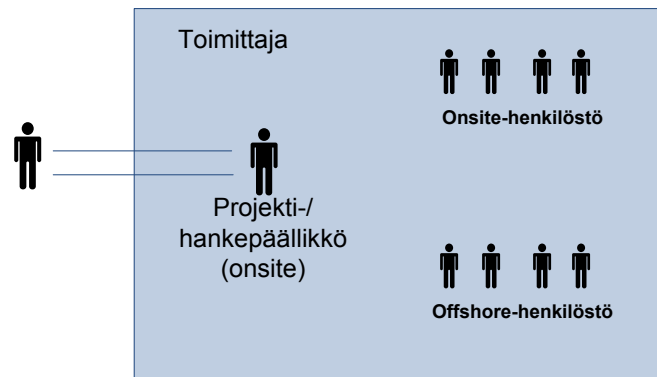 Toimittaja
Onsite-henkilöstö
Projekti-/
hankepäällikkö
(onsite)
Offshore-henkilöstö